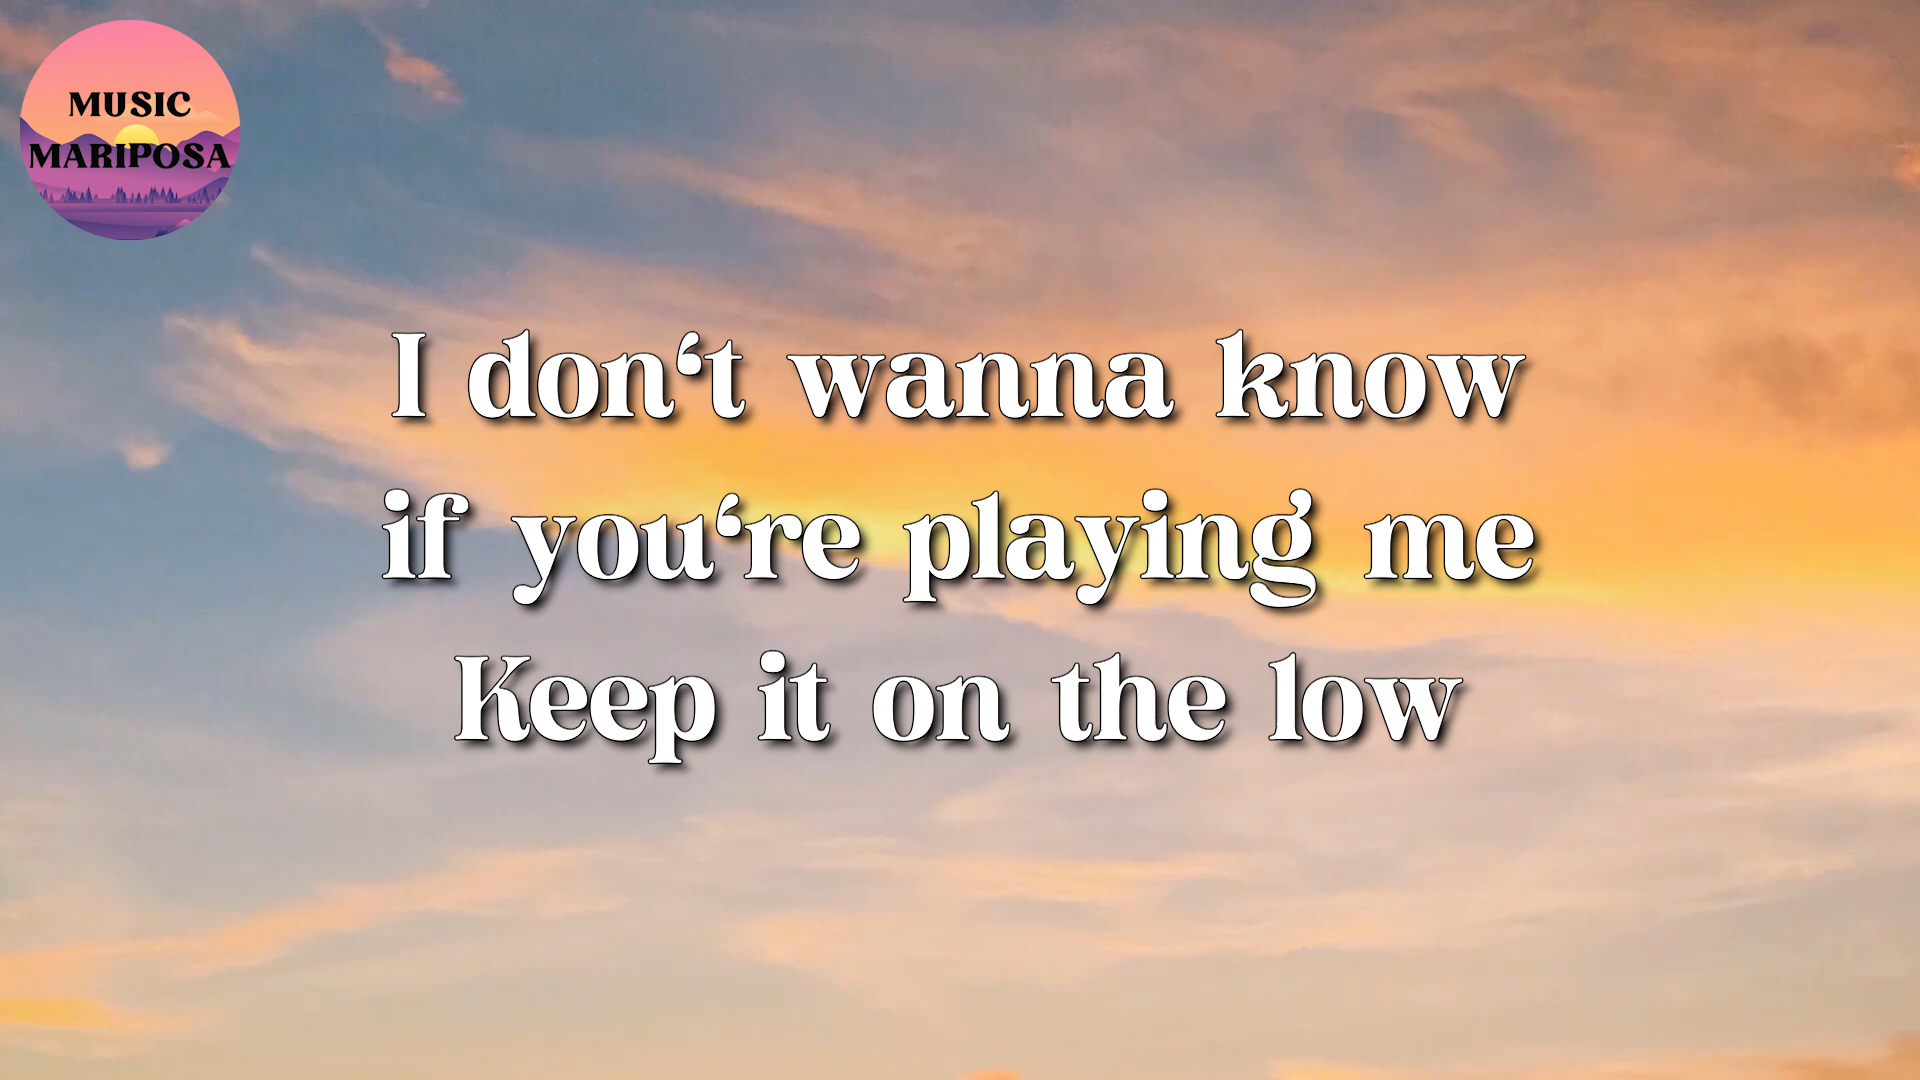 MUSIC
MARIPOSA
I don‘t wanna know
if you‘re playing me
Keep it on the low